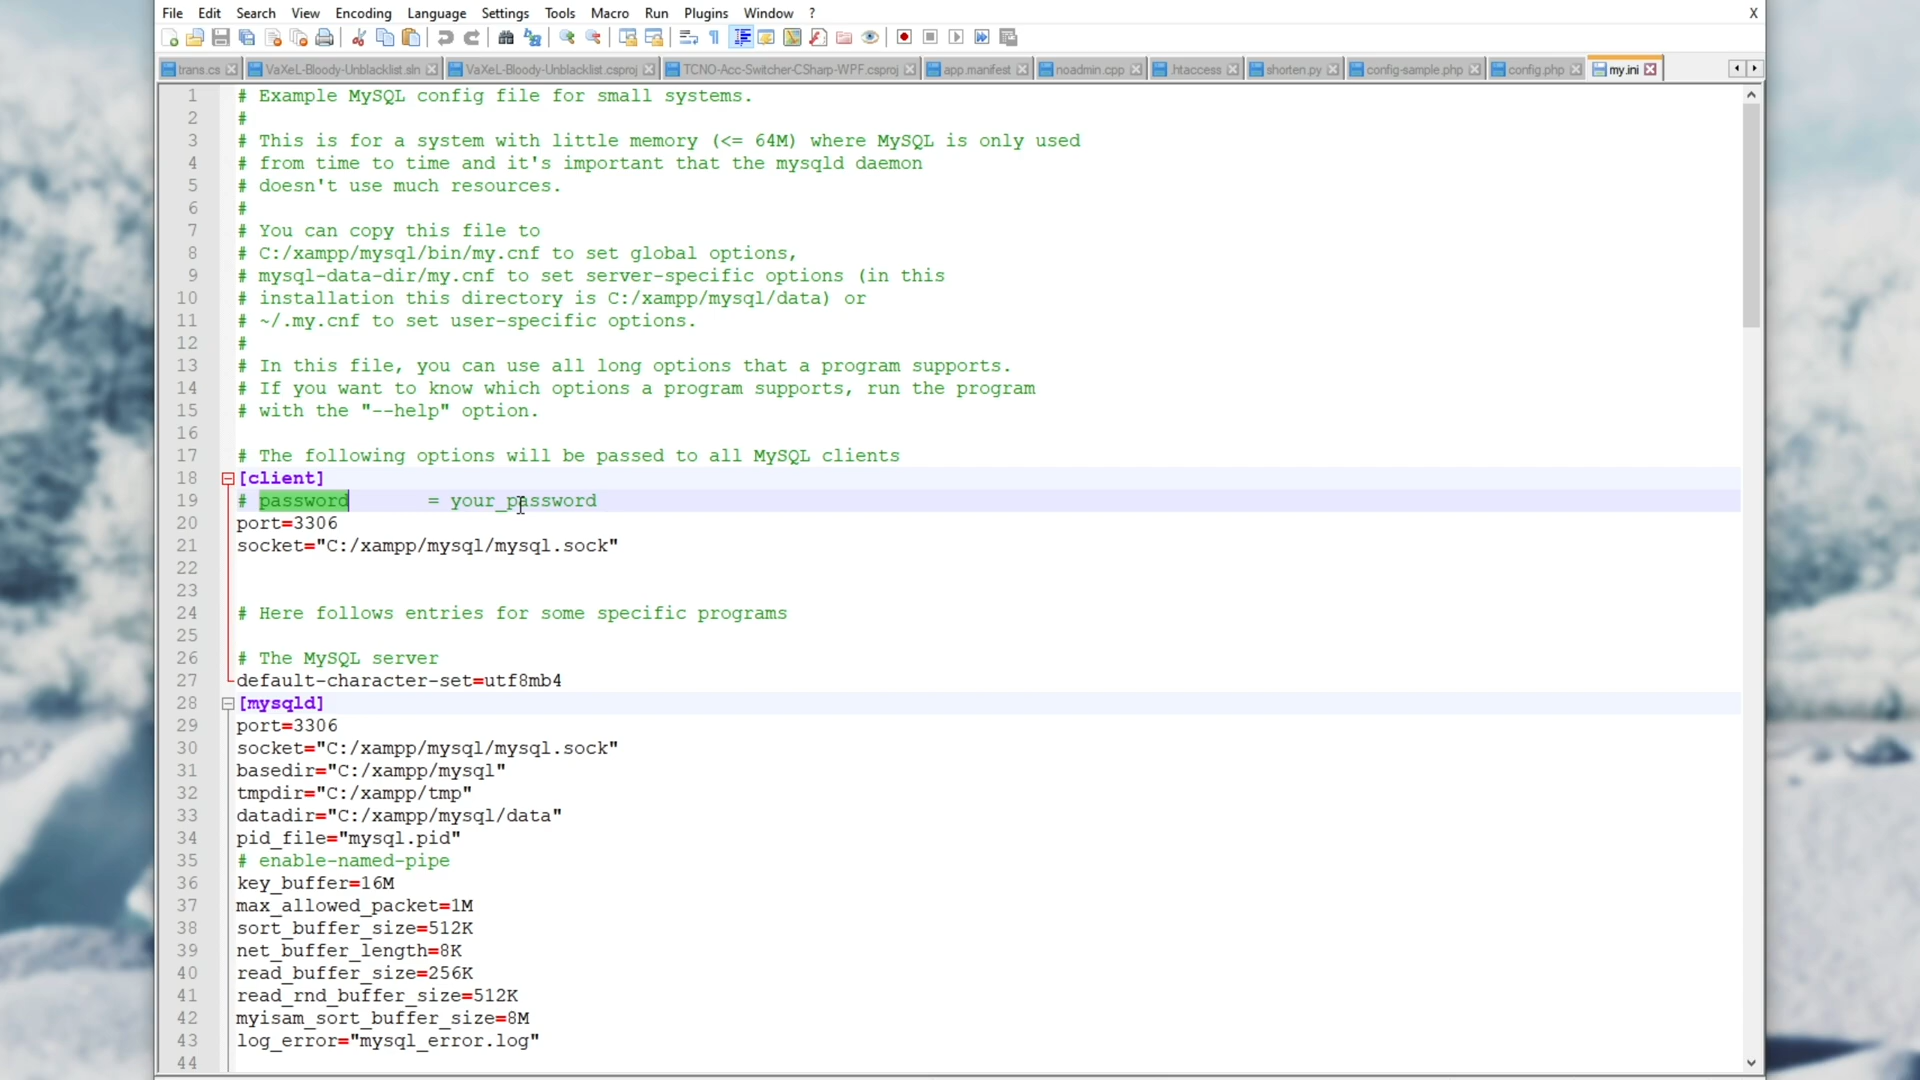 File Edit Search View Encoding Language Settings Tools Macro Run Plugins Window ? X
trans.cs VaXeL-Bloody-Unblacklist.sln VaXeL-Bloody-Unblacklist.csproj TCNO-Acc-Switcher-CSharp-WPF.csproj app.manifest noadmin.cpp .htaccess shorten.py config-sample.php config.php my.ini
1 # Example MySQL config file for small systems.
2 #
3 # This is for a system with little memory (<= 64M) where MySQL is only used
4 # from time to time and it's important that the mysqld daemon
5 # doesn't use much resources.
6 #
7 # You can copy this file to
8 # C:/xampp/mysql/bin/my.cnf to set global options,
9 # mysql-data-dir/my.cnf to set server-specific options (in this
10 # installation this directory is C:/xampp/mysql/data) or
11 # ~/.my.cnf to set user-specific options.
12 #
13 # In this file, you can use all long options that a program supports.
14 # If you want to know which options a program supports, run the program
15 # with the "--help" option.
16
17 # The following options will be passed to all MySQL clients
18 [client]
19 # password = your_password
20 port=3306
21 socket="C:/xampp/mysql/mysql.sock"
22
23
24 # Here follows entries for some specific programs
25
26 # The MySQL server
27 default-character-set=utf8mb4
28 [mysqld]
29 port=3306
30 socket="C:/xampp/mysql/mysql.sock"
31 basedir="C:/xampp/mysql"
32 tmpdir="C:/xampp/tmp"
33 datadir="C:/xampp/mysql/data"
34 pid_file="mysql.pid"
35 # enable-named-pipe
36 key_buffer=16M
37 max_allowed_packet=1M
38 sort_buffer_size=512K
39 net_buffer_length=8K
40 read_buffer_size=256K
41 read_rnd_buffer_size=512K
42 myisam_sort_buffer_size=8M
43 log_error="mysql_error.log"
44